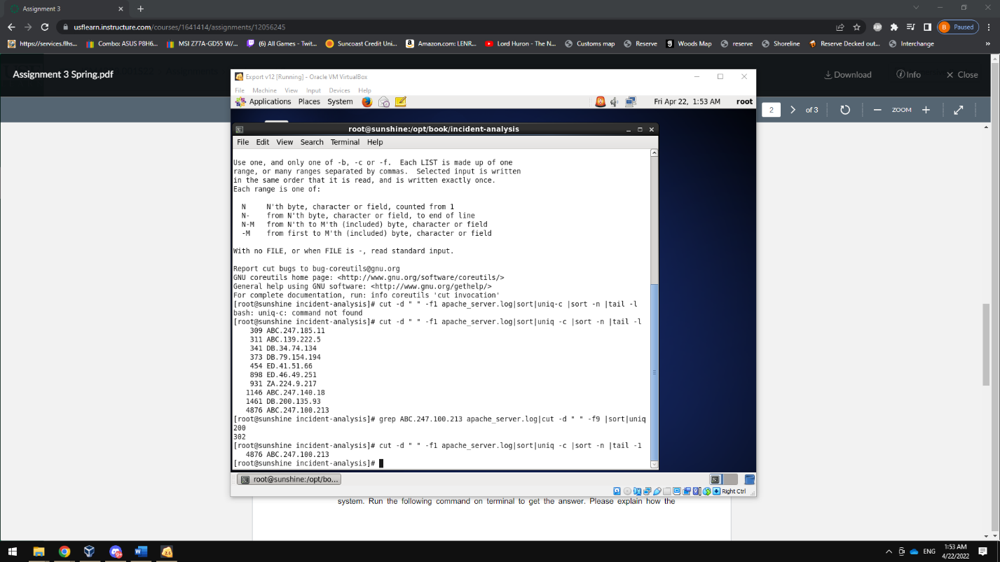 Assignment 3
usflearn.instructure.com/courses/1641414/assignments/12056245
ABP
B Paused
https://services.flhs...
Combo: ASUS P8H6...
MSI Z77A-GD55 W/...
(6) All Games - Twit...
Suncoast Credit Uni...
Amazon.com: LENR...
Lord Huron - The N...
Customs map
Reserve
Woods Map
reserve
Shoreline
Reserve Decked out...
Interchange
»
Assignment 3 Spring.pdf
Download
Info
Close
2
of 3
ZOOM
Export v12 [Running] - Oracle VM VirtualBox
File Machine View Input Devices Help
Applications Places System
Fri Apr 22, 1:53 AM
root
root@sunshine:/opt/book/incident-analysis
File Edit View Search Terminal Help
Use one, and only one of -b, -c or -f. Each LIST is made up of one
range, or many ranges separated by commas. Selected input is written
in the same order that it is read, and is written exactly once.
Each range is one of:
N N'th byte, character or field, counted from 1
N- from N'th byte, character or field, to end of line
N-M from N'th to M'th (included) byte, character or field
-M from first to M'th (included) byte, character or field
With no FILE, or when FILE is -, read standard input.
Report cut bugs to bug-coreutils@gnu.org
GNU coreutils home page: <http://www.gnu.org/software/coreutils/>
General help using GNU software: <http://www.gnu.org/gethelp/>
For complete documentation, run: info coreutils 'cut invocation'
[root@sunshine incident-analysis]# cut -d " " -f1 apache_server.log|sort|uniq-c |sort -n |tail -l
bash: uniq-c: command not found
[root@sunshine incident-analysis]# cut -d " " -f1 apache_server.log|sort|uniq -c |sort -n |tail -l
309 ABC.247.185.11
311 ABC.139.222.5
341 DB.34.74.134
373 DB.79.154.194
454 ED.41.51.66
898 ED.46.49.251
931 ZA.224.9.217
1146 ABC.247.140.18
1461 DB.200.135.93
4876 ABC.247.100.213
[root@sunshine incident-analysis]# grep ABC.247.100.213 apache_server.log|cut -d " " -f9 |sort|uniq
200
302
[root@sunshine incident-analysis]# cut -d " " -f1 apache_server.log|sort|uniq -c |sort -n |tail -1
4876 ABC.247.100.213
[root@sunshine incident-analysis]#
root@sunshine:/opt/bo...
Right Ctrl
system. Run the following command on terminal to get the answer. Please explain how the
ENG
1:53 AM
4/22/2022